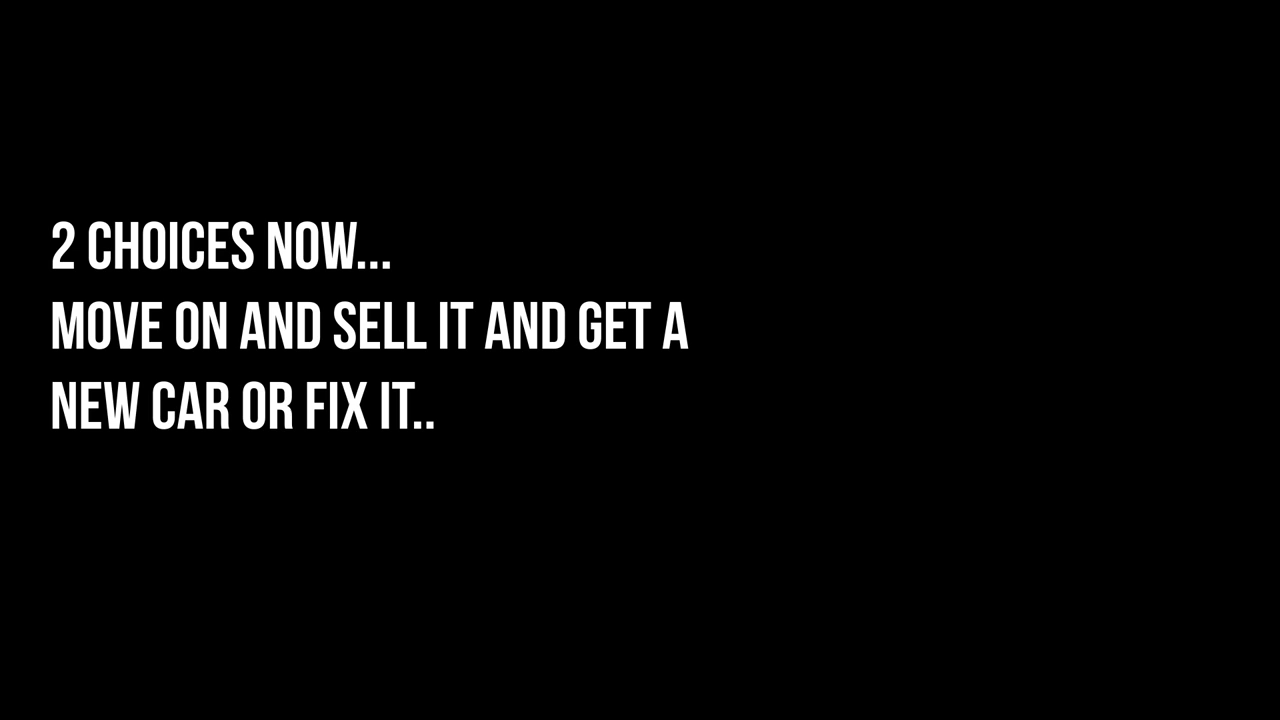 2 CHOICES NOW...
MOVE ON AND SELL IT AND GET A
NEW CAR OR FIX IT..